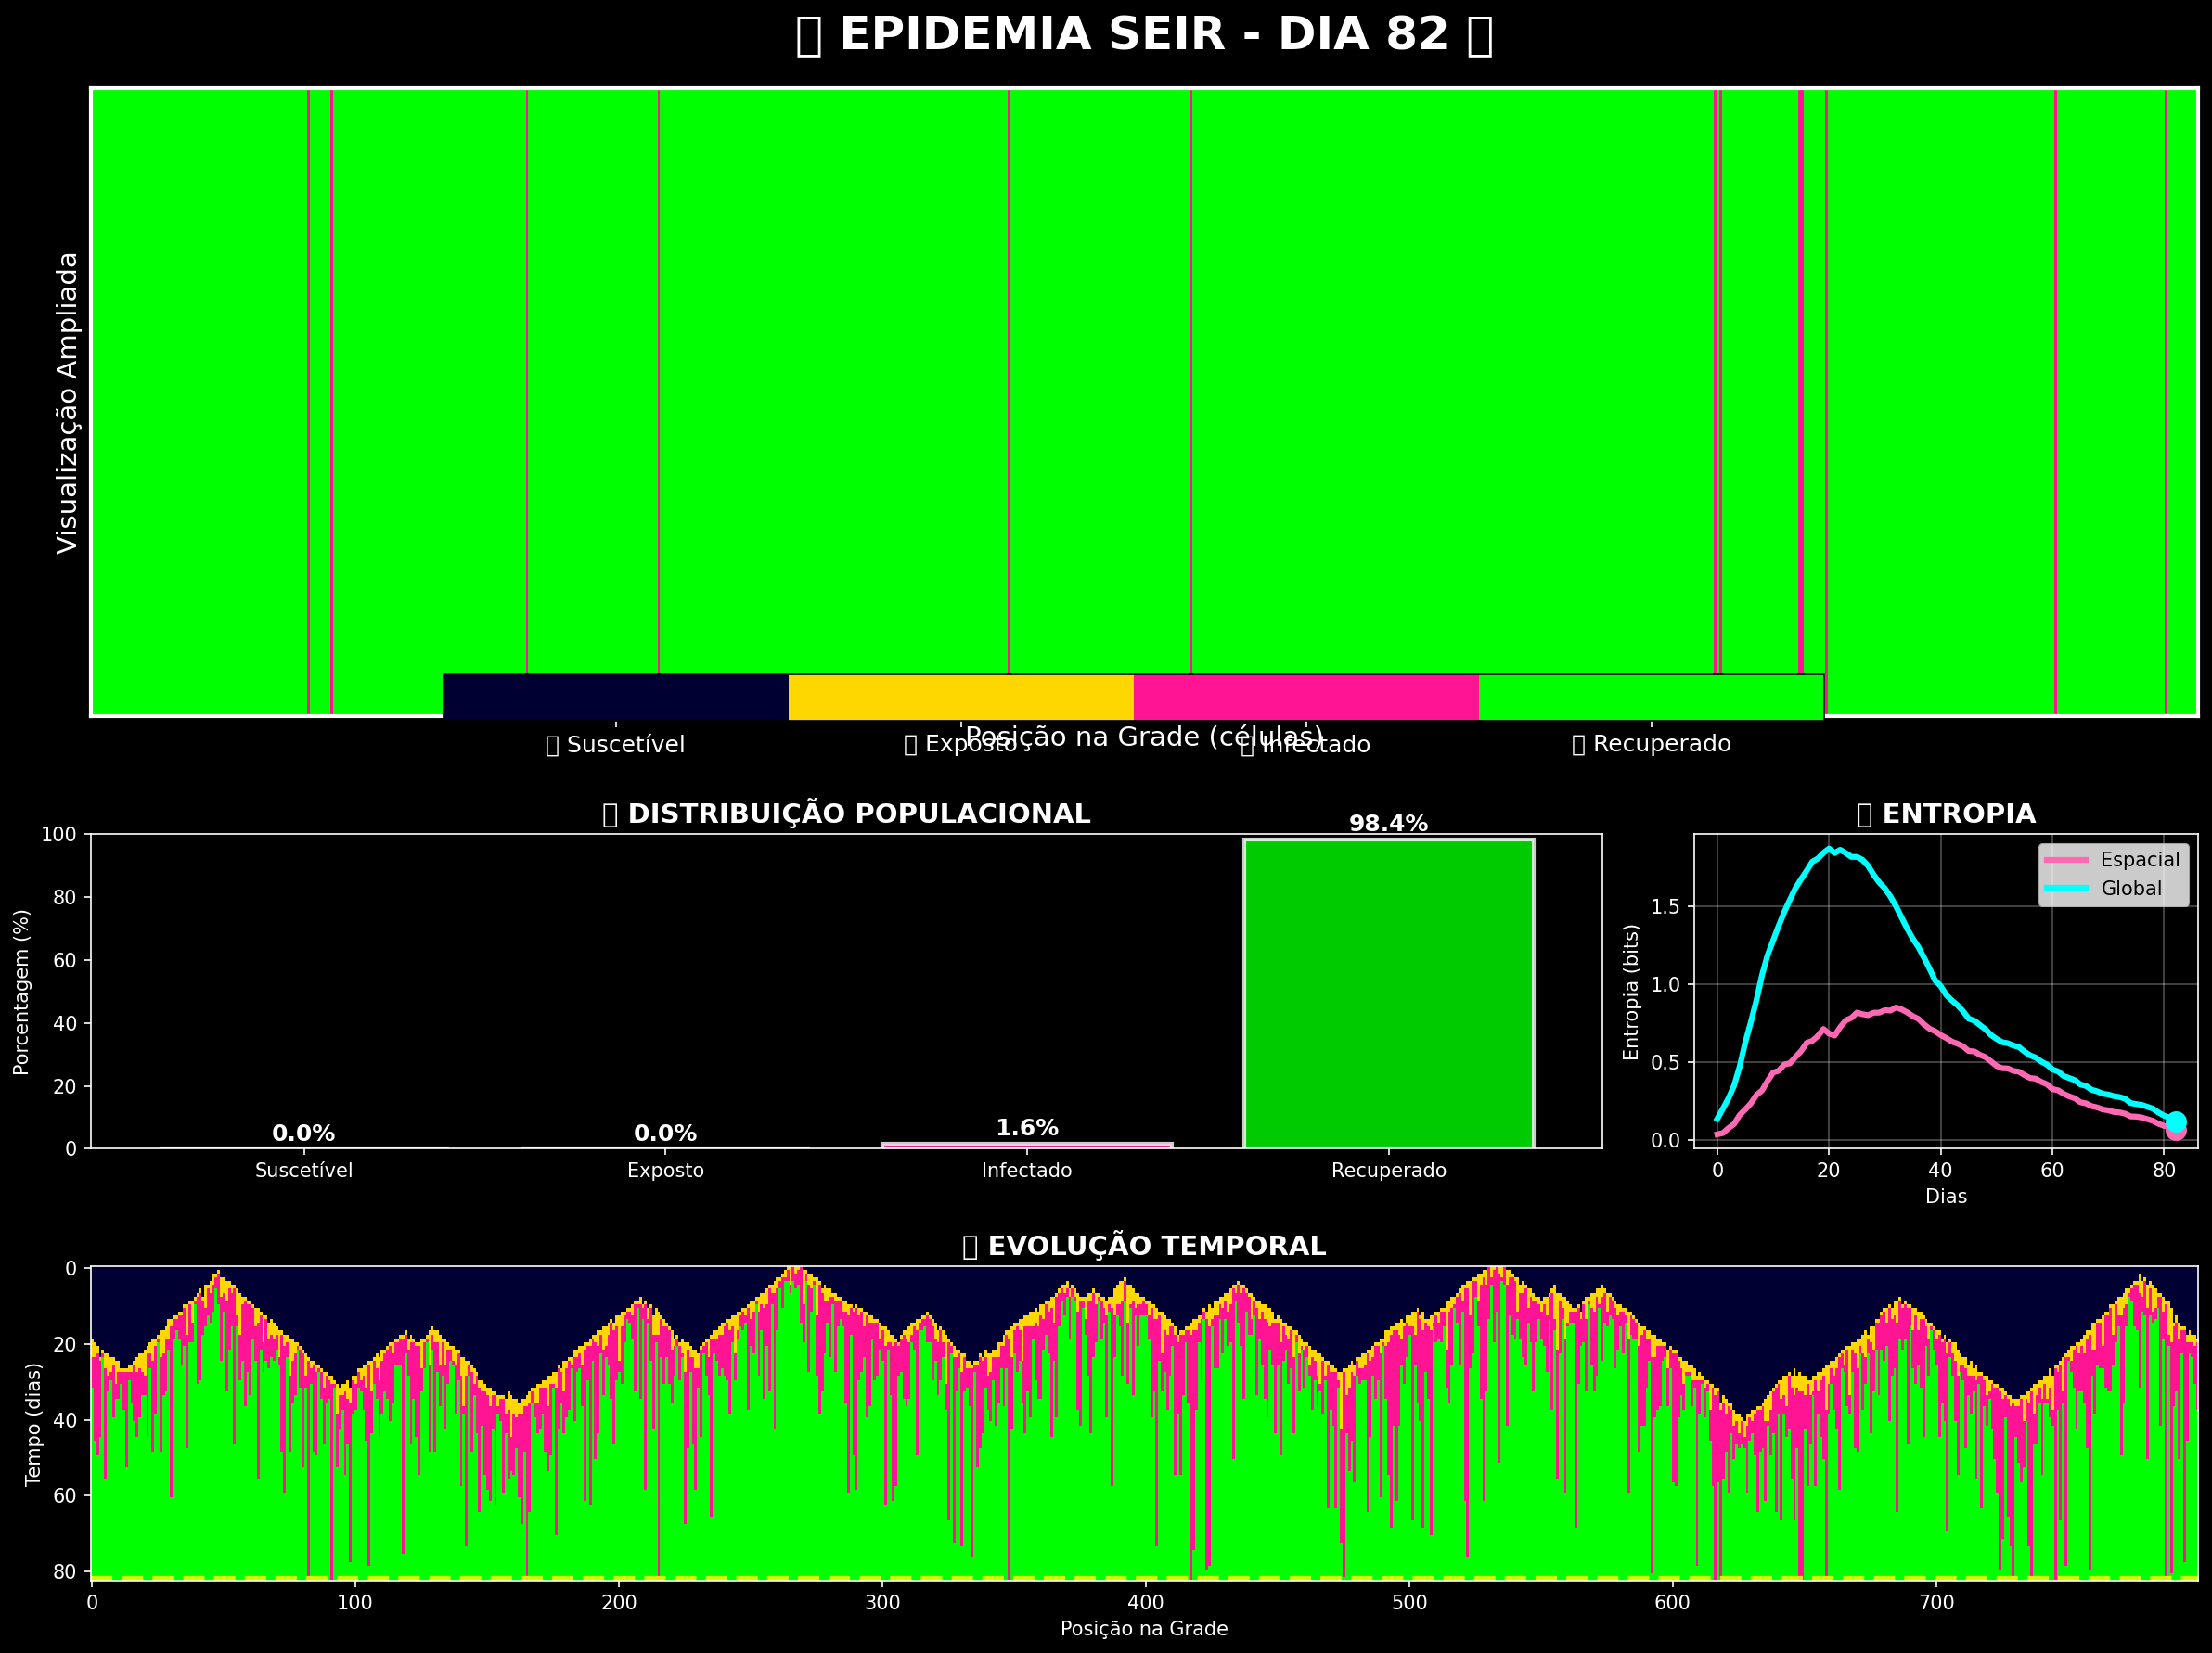 EPIDEMIA SEIR - DIA 82
Visualização Ampliada
Posição na Grade (células)
Suscetível
Exposto
Infectado
Recuperado
DISTRIBUIÇÃO POPULACIONAL
Porcentagem (%)
100
80
60
40
20
0
0.0%
0.0%
1.6%
98.4%
Suscetível
Exposto
Infectado
Recuperado
ENTROPIA
Entropia (bits)
1.5
1.0
0.5
0.0
Espacial
Global
0 20 40 60 80
Dias
EVOLUÇÃO TEMPORAL
Tempo (dias)
0
20
40
60
80
0 100 200 300 400 500 600 700
Posição na Grade